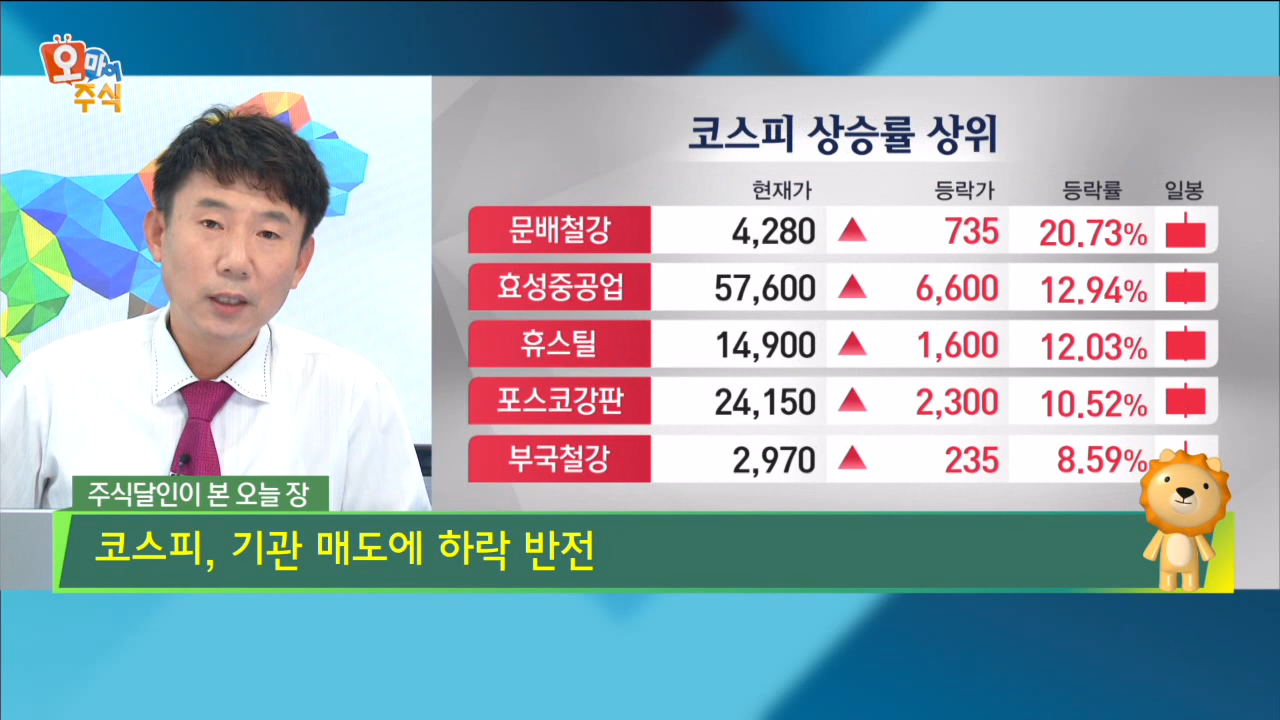 오마이
주식
코스피 상승률 상위
현재가 등락가 등락률 일봉
문배철강 4,280 ▲ 735 20.73%
효성중공업 57,600 ▲ 6,600 12.94%
휴스틸 14,900 ▲ 1,600 12.03%
포스코강판 24,150 ▲ 2,300 10.52%
부국철강 2,970 ▲ 235 8.59%
주식달인이 본 오늘 장
코스피, 기관 매도에 하락 반전